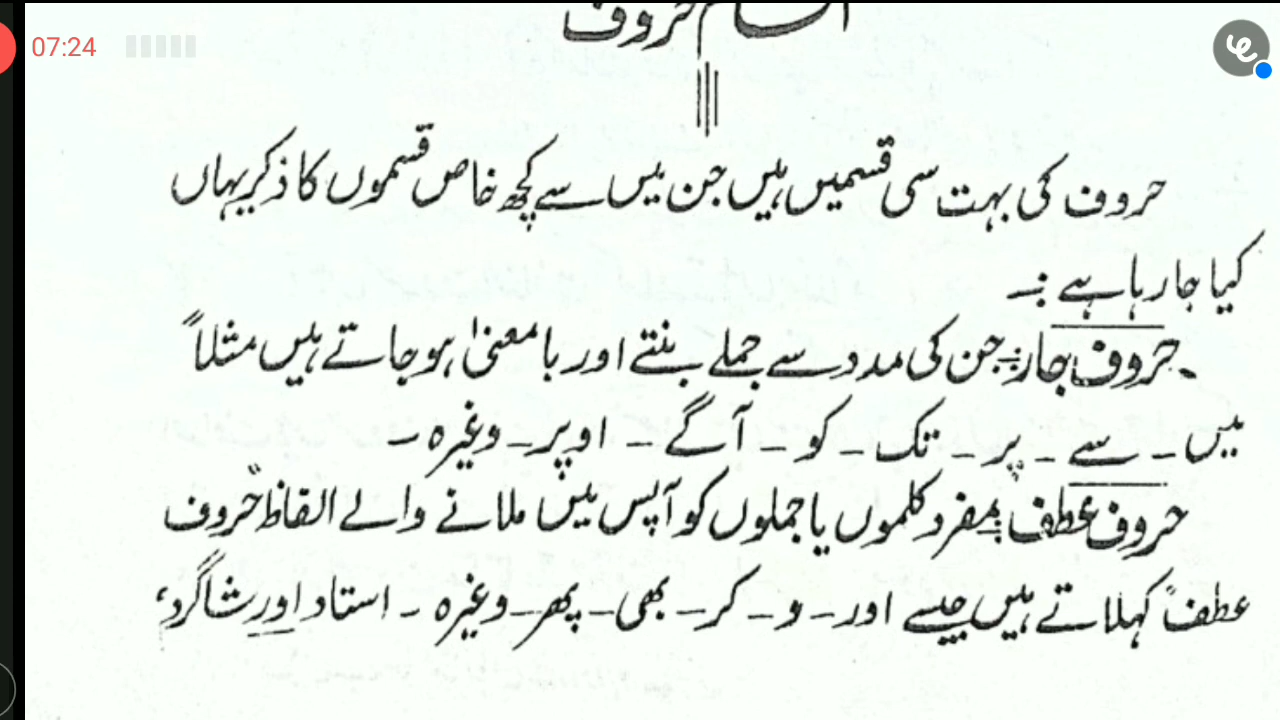 اقسام حروف
07:24
حروف کی بہت سی قسمیں ہیں جن میں سے کچھ خاص قسموں کا ذکر یہاں
کیا جا رہا ہے :۔
حروف جار :۔ جن کی مدد سے جملے بنتے اور بامعنیٰ ہو جاتے ہیں مثلاً
میں ۔ سے ۔ پر ۔ تک ۔ کو ۔ آگے ۔ اوپر ۔ وغیرہ ۔
حروف عطف :۔ مفرد کلموں یا جملوں کو آپس میں ملانے والے الفاظ "حروف
عطف" کہلاتے ہیں جیسے اور ۔ و ۔ کر ۔ بھی ۔ پھر ۔ وغیرہ ۔ استاد اور شاگرد،